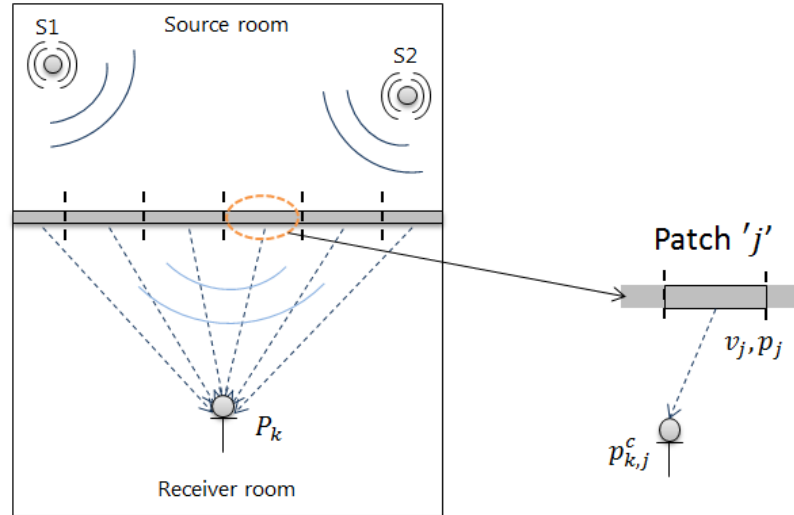 Source room
S1
S2
Patch 'j'
v_j, p_j
P_k
p^c_{k,j}
Receiver room